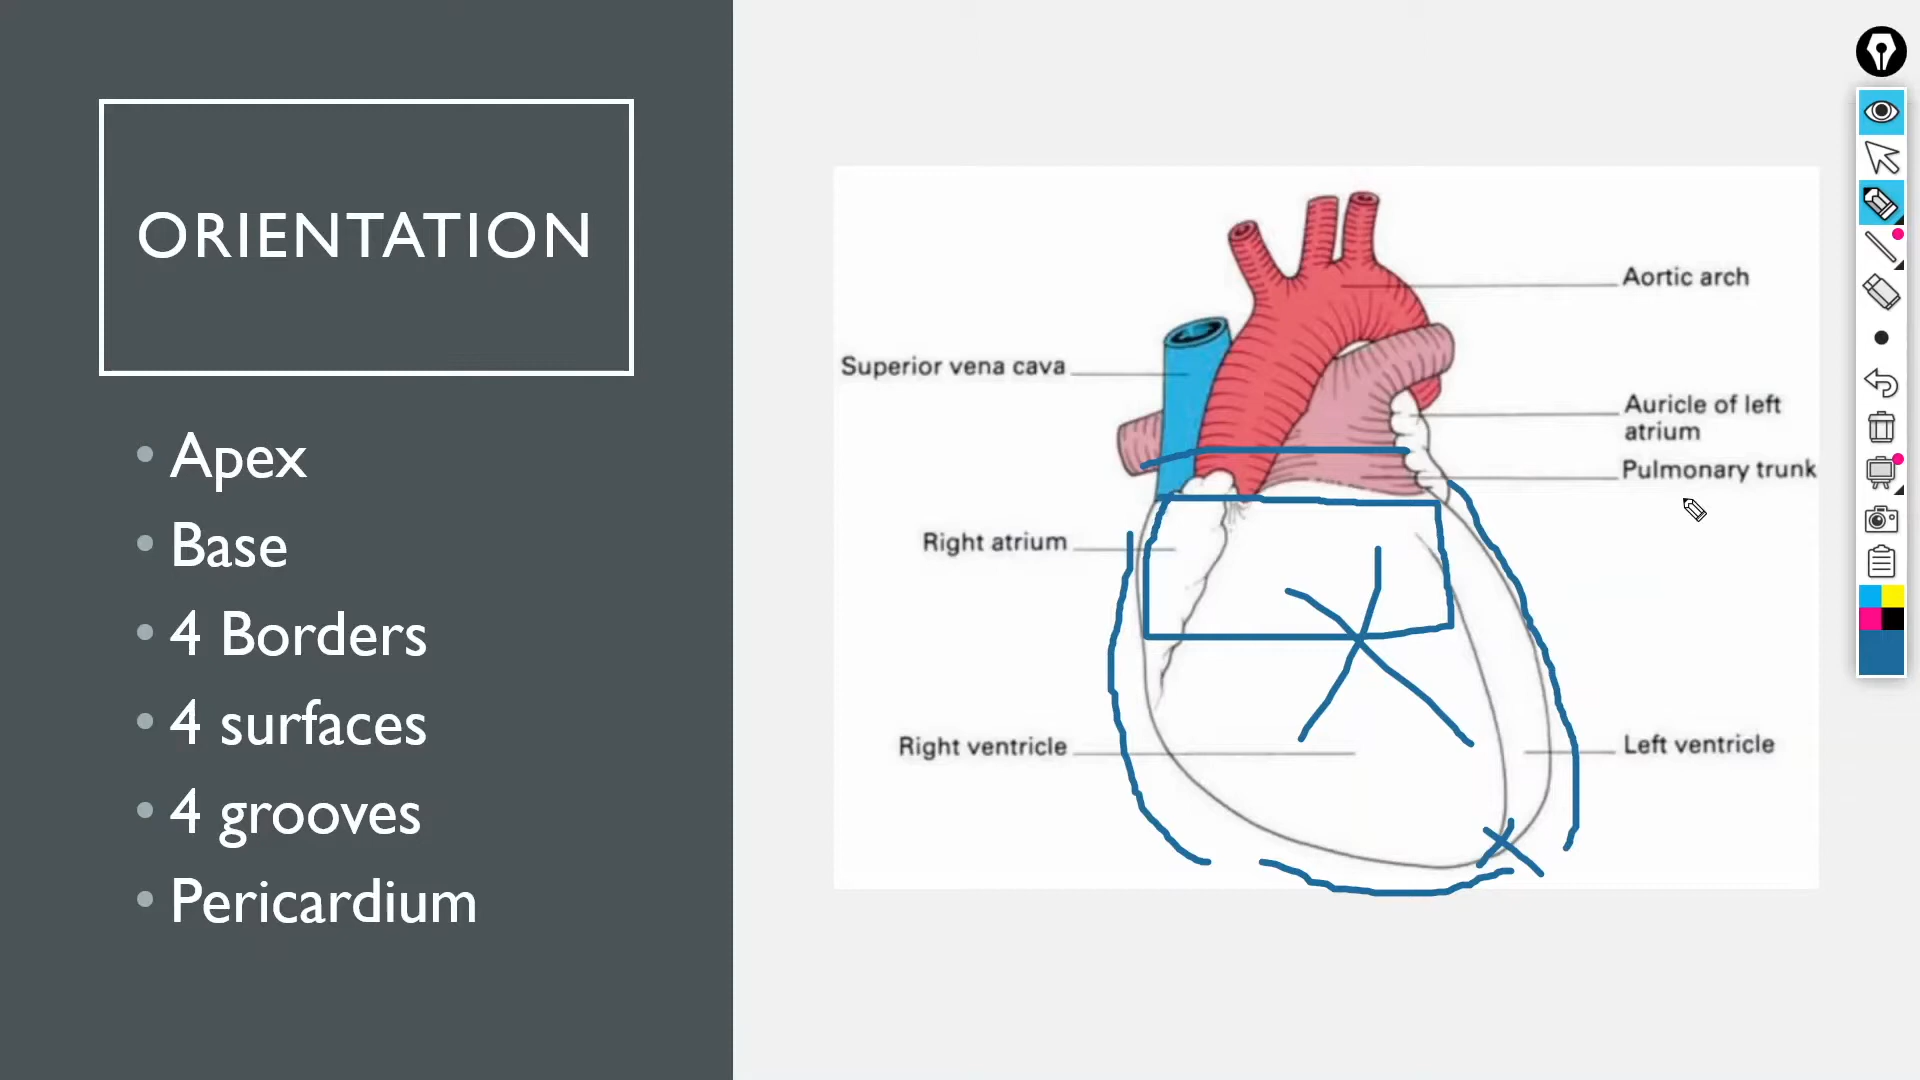 ORIENTATION
Apex
Base
4 Borders
4 surfaces
4 grooves
Pericardium
Aortic arch
Superior vena cava
Auricle of left
atrium
Pulmonary trunk
Right atrium
Right ventricle
Left ventricle